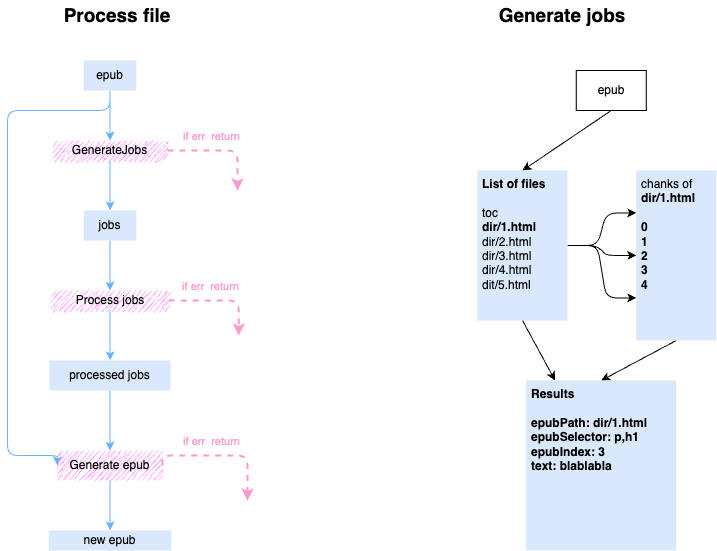 Process file
epub
if err return
GenerateJobs
jobs
if err return
Process jobs
processed jobs
if err return
Generate epub
new epub
Generate jobs
epub
List of files
toc
dir/1.html
dir/2.html
dir/3.html
dir/4.html
dit/5.html
chanks of
dir/1.html
0
1
2
3
4
Results
epubPath: dir/1.html
epubSelector: p,h1
epubIndex: 3
text: blablabla